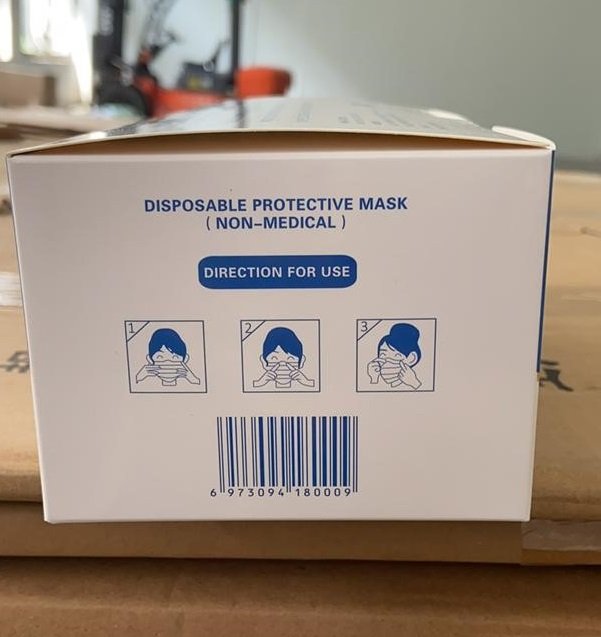 DISPOSABLE PROTECTIVE MASK
( NON-MEDICAL )
DIRECTION FOR USE
1 2 3
6 973094 180009